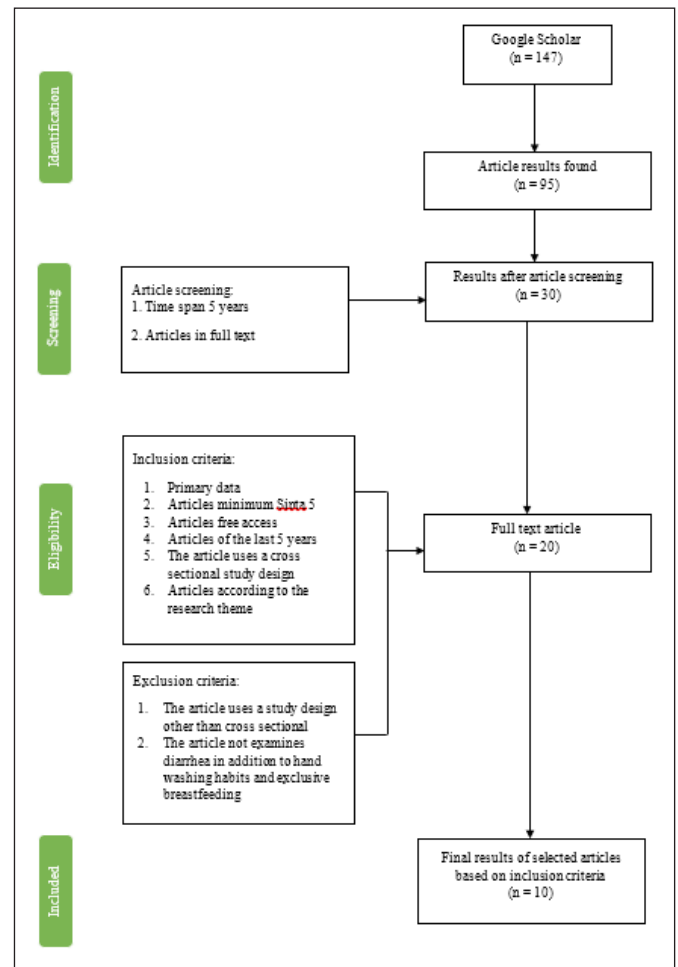 Identification
Google Scholar
(n = 147)
Article results found
(n = 95)
Screening
Article screening:
1. Time span 5 years
2. Articles in full text
Results after article screening
(n = 30)
Eligibility
Inclusion criteria:
1. Primary data
2. Articles minimum Sinta 5
3. Articles free access
4. Articles of the last 5 years
5. The article uses a cross
sectional study design
6. Articles according to the
research theme
Exclusion criteria:
1. The article uses a study design
other than cross sectional
2. The article not examines
diarrhea in addition to hand
washing habits and exclusive
breastfeeding
Full text article
(n = 20)
Included
Final results of selected articles
based on inclusion criteria
(n = 10)